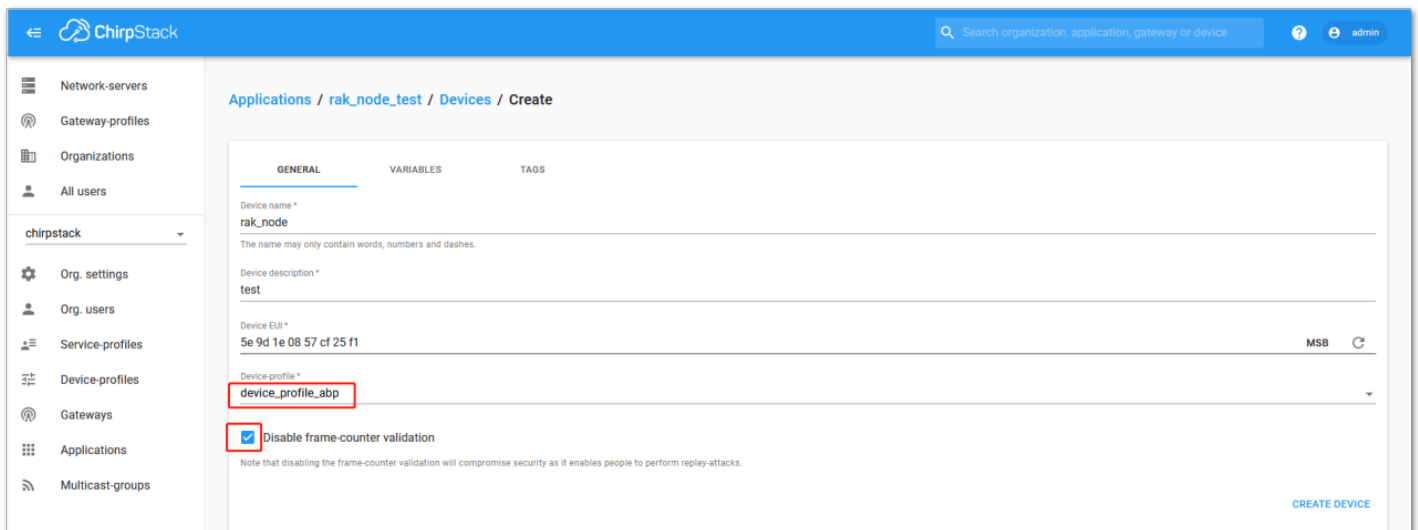 ChirpStack
Search organization, application, gateway or device
? admin
Network-servers
Gateway-profiles
Organizations
All users
chirpstack
Org. settings
Org. users
Service-profiles
Device-profiles
Gateways
Applications
Multicast-groups
Applications / rak_node_test / Devices / Create
GENERAL VARIABLES TAGS
Device name *
rak_node
The name may only contain words, numbers and dashes.
Device description *
test
Device EUI *
5e 9d 1e 08 57 cf 25 f1 MSB
Device-profile *
device_profile_abp
Disable frame-counter validation
Note that disabling the frame-counter validation will compromise security as it enables people to perform replay-attacks.
CREATE DEVICE